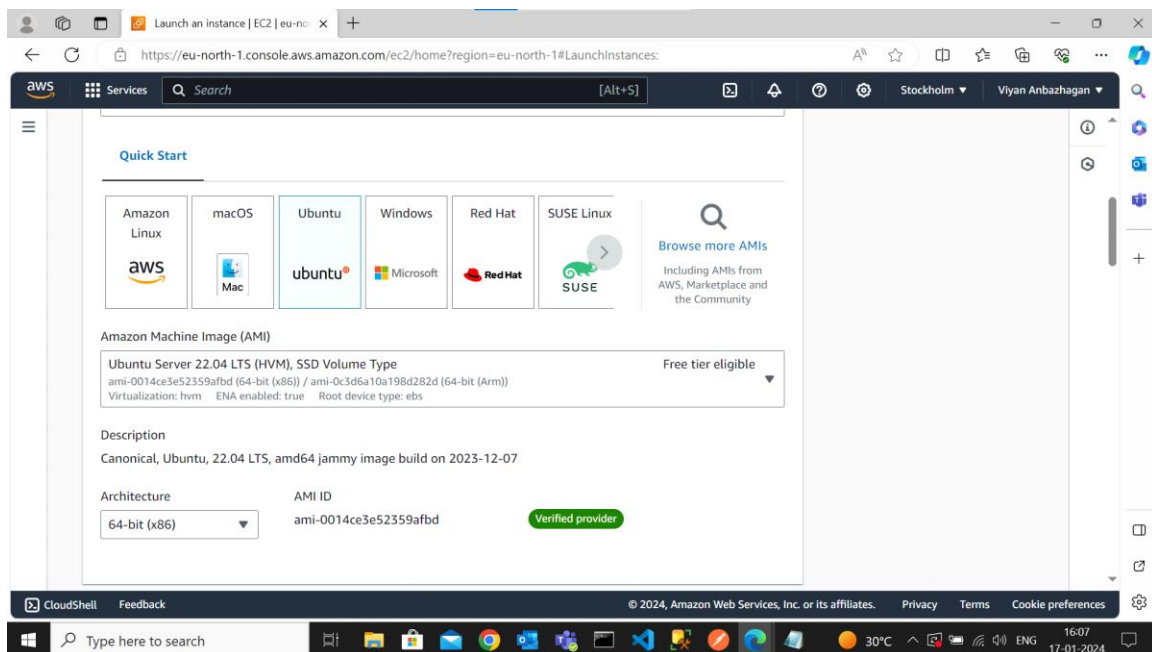 Launch an instance | EC2 | eu-no
https://eu-north-1.console.aws.amazon.com/ec2/home?region=eu-north-1#LaunchInstances:
aws
Services
Search
[Alt+S]
Stockholm
Viyan Anbazhagan
Quick Start
Amazon Linux
aws
macOS
Mac
Ubuntu
ubuntu
Windows
Microsoft
Red Hat
Red Hat
SUSE Linux
SUSE
Browse more AMIs
Including AMIs from
AWS, Marketplace and
the Community
Amazon Machine Image (AMI)
Ubuntu Server 22.04 LTS (HVM), SSD Volume Type
Free tier eligible
ami-0014ce3e52359afbd (64-bit (x86)) / ami-0c3d6a10a198d282d (64-bit (Arm))
Virtualization: hvm ENA enabled: true Root device type: ebs
Description
Canonical, Ubuntu, 22.04 LTS, amd64 jammy image build on 2023-12-07
Architecture
AMI ID
64-bit (x86)
ami-0014ce3e52359afbd
Verified provider
CloudShell
Feedback
© 2024, Amazon Web Services, Inc. or its affiliates.
Privacy
Terms
Cookie preferences
Type here to search
30°C
ENG
16:07
17-01-2024